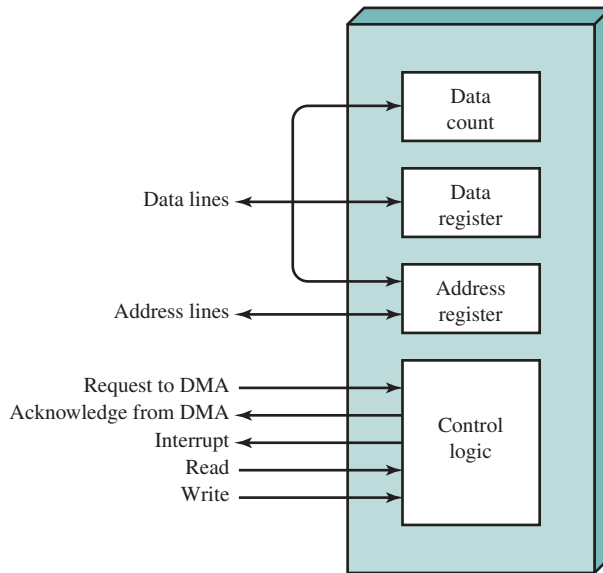 Data
count
Data lines
Data
register
Address
register
Address lines
Request to DMA
Acknowledge from DMA
Interrupt
Read
Write
Control
logic